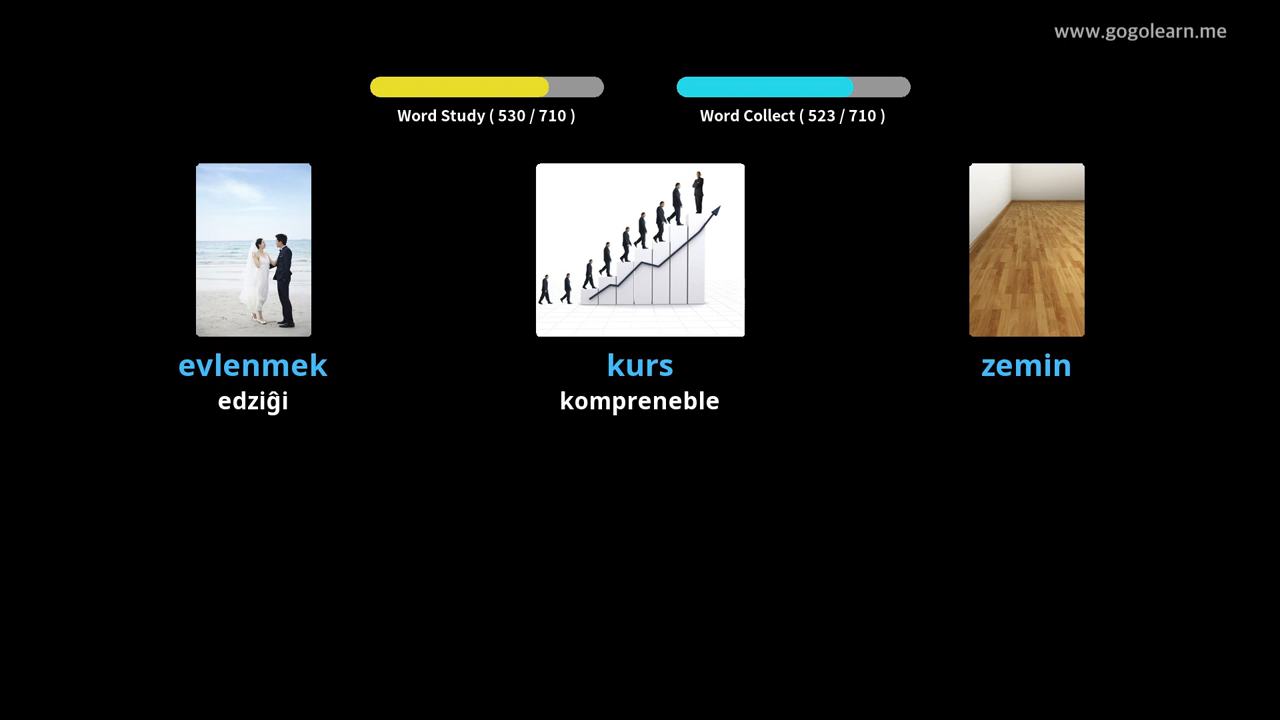 www.gogolearn.me
Word Study ( 530 / 710 )
Word Collect ( 523 / 710 )
evlenmek
kurs
zemin
edziĝi
kompreneble